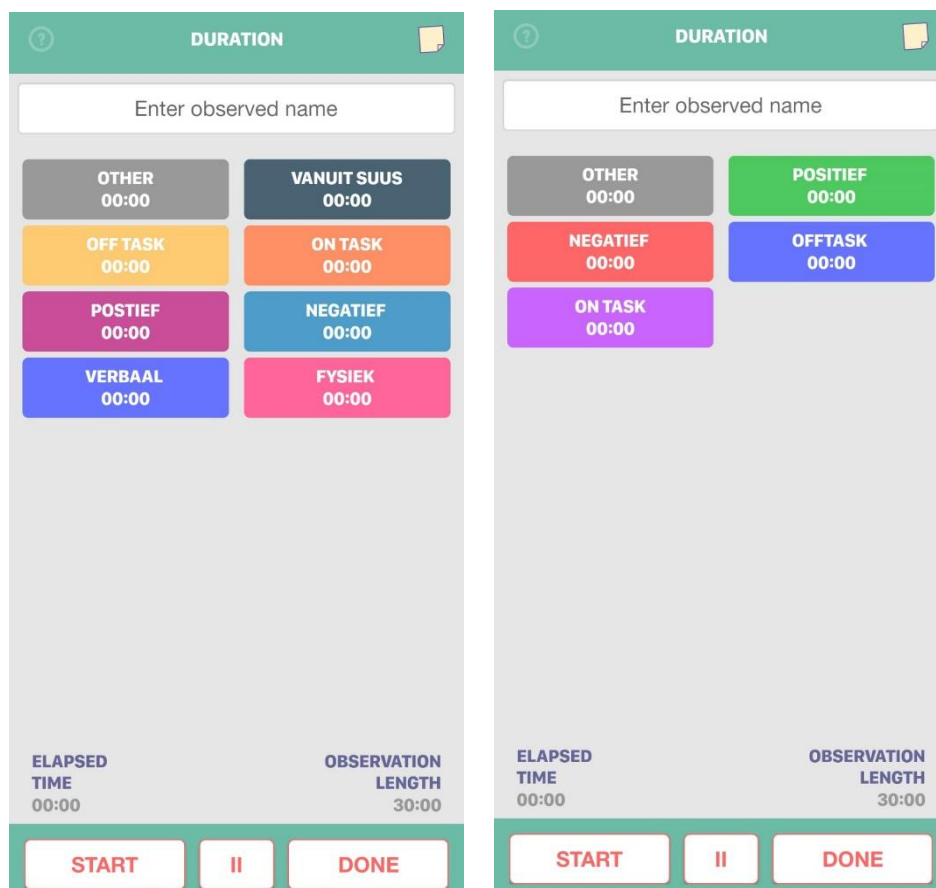 ?
DURATION
Enter observed name
OTHER
00:00
VANUIT SUUS
00:00
OFF TASK
00:00
ON TASK
00:00
POSTIEF
00:00
NEGATIEF
00:00
VERBAAL
00:00
FYSIEK
00:00
ELAPSED
TIME
00:00
OBSERVATION
LENGTH
30:00
START
II
DONE
?
DURATION
Enter observed name
OTHER
00:00
POSITIEF
00:00
NEGATIEF
00:00
OFFTASK
00:00
ON TASK
00:00
ELAPSED
TIME
00:00
OBSERVATION
LENGTH
30:00
START
II
DONE